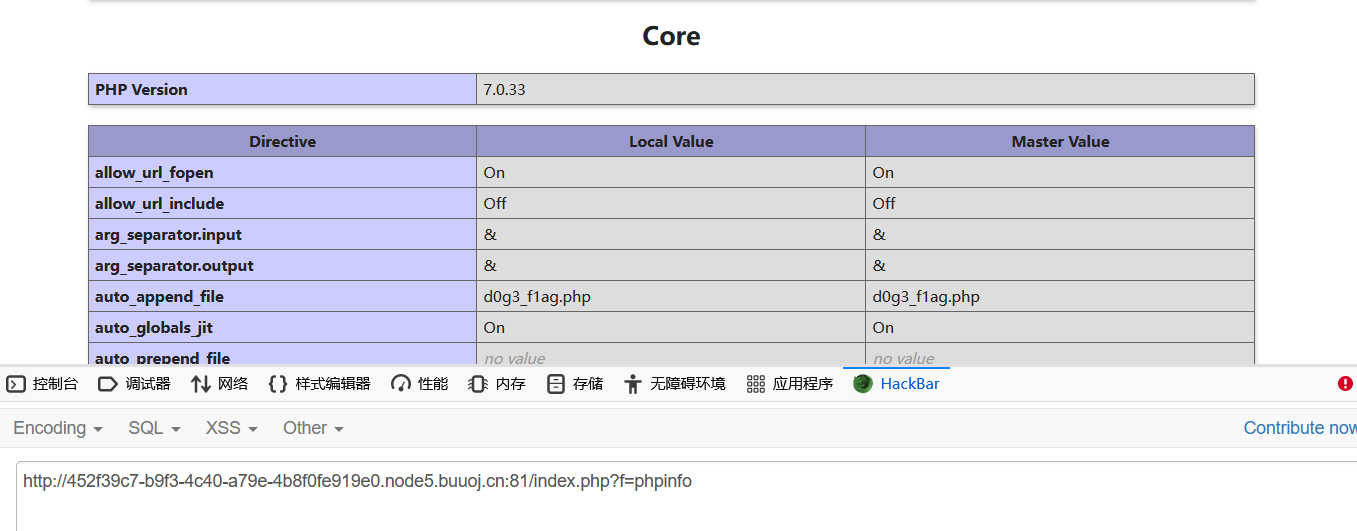 Core
PHP Version 7.0.33
Directive Local Value Master Value
allow_url_fopen On On
allow_url_include Off Off
arg_separator.input & &
arg_separator.output & &
auto_append_file d0g3_f1ag.php d0g3_f1ag.php
auto_globals_jit On On
auto_prepend_file no value no value
控制台 调试器 网络 样式编辑器 性能 内存 存储 无障碍环境 应用程序 HackBar
Encoding SQL XSS Other Contribute now
http://452f39c7-b9f3-4c40-a79e-4b8f0fe919e0.node5.buuoj.cn:81/index.php?f=phpinfo